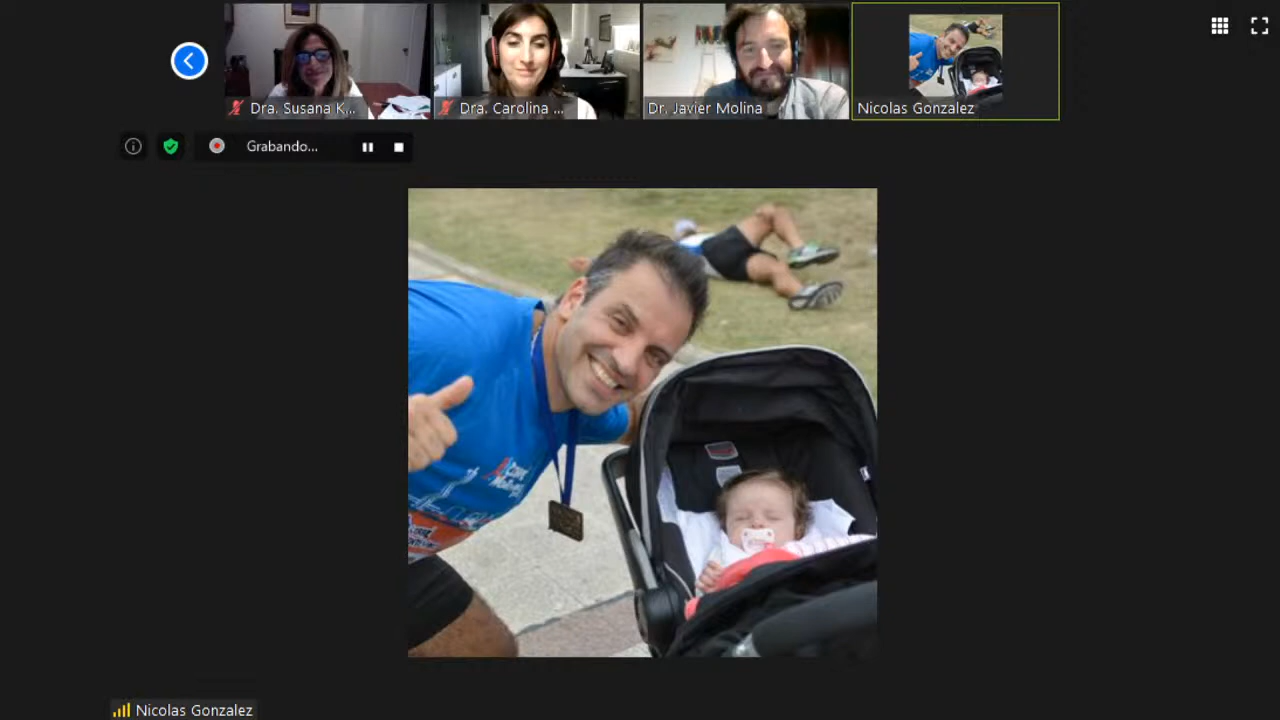 Dra. Susana K...
Dra. Carolina ...
Dr. Javier Molina
Nicolas Gonzalez
Grabando...
Nicolas Gonzalez